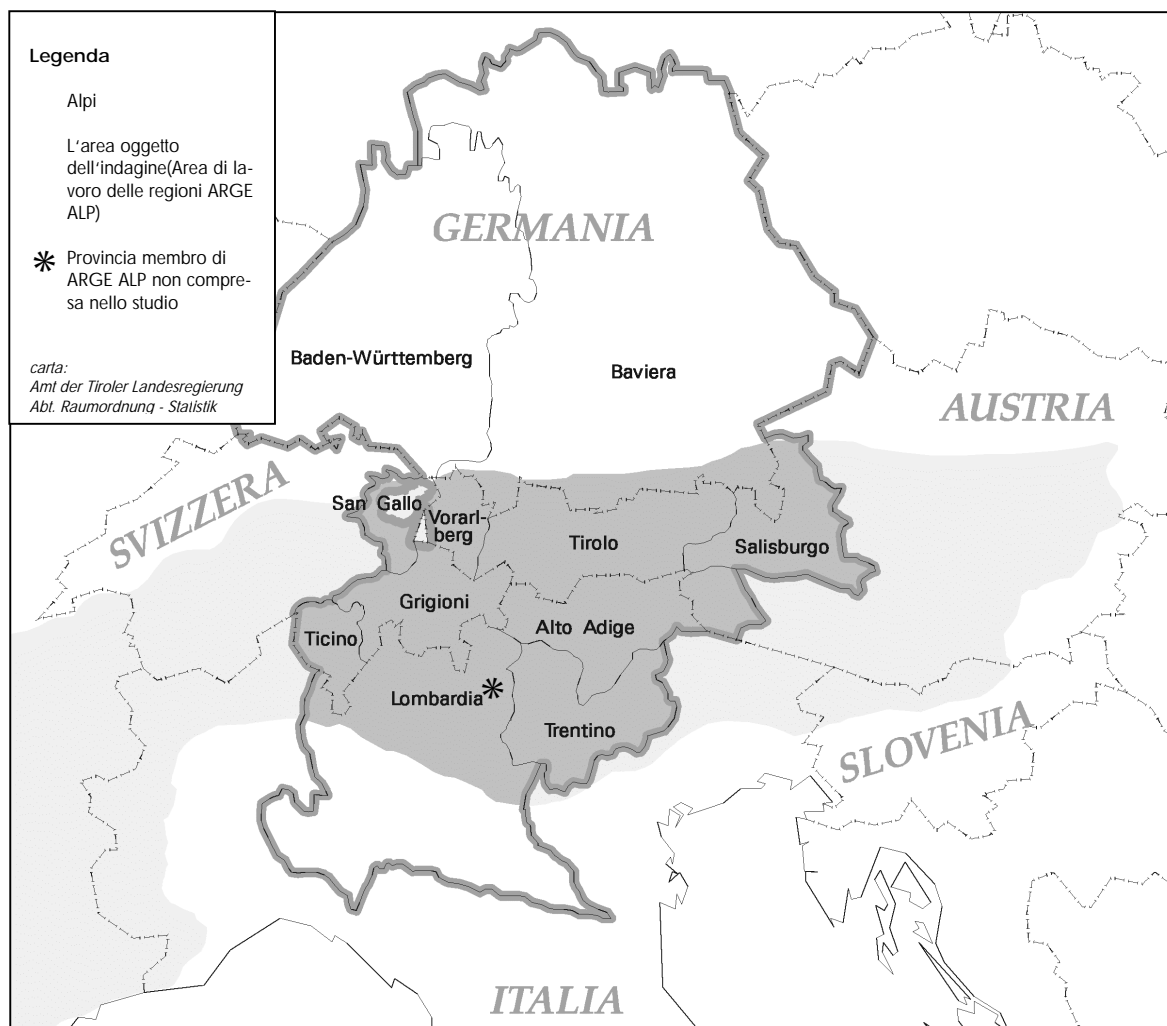 Legenda
Alpi
L'area oggetto
dell'indagine(Area di la-
voro delle regioni ARGE
ALP)
* Provincia membro di
ARGE ALP non compre-
sa nello studio
carta:
Amt der Tiroler Landesregierung
Abt. Raumordnung - Statistik
GERMANIA
Baden-Württemberg
Baviera
AUSTRIA
SVIZZERA
San Gallo
Vorarl-
berg
Tirolo
Salisburgo
Grigioni
Ticino
Alto Adige
Lombardia*
Trentino
SLOVENIA
ITALIA